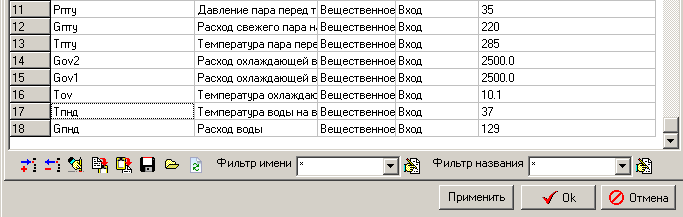 11 Рпту Давление пара перед т Вещественное Вход 35
12 Gпту Расход свежего пара на Вещественное Вход 220
13 Тпту Температура пара пере Вещественное Вход 285
14 Gov2 Расход охлаждающей в Вещественное Вход 2500.0
15 Gov1 Расход охлаждающей в Вещественное Вход 2500.0
16 Tov Температура охлаждаю Вещественное Вход 10.1
17 Тпнд Температура воды на в Вещественное Вход 37
18 Gпнд Расход воды Вещественное Вход 129
Фильтр имени * Фильтр названия *
Применить Ok Отмена